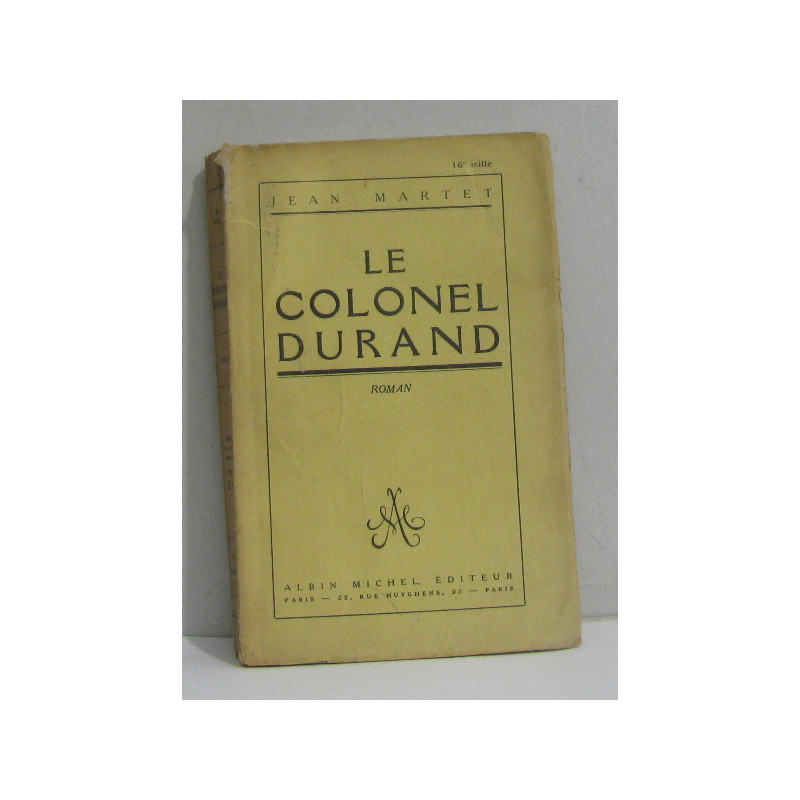 16e mille
JEAN MARTET
LE
COLONEL
DURAND
ROMAN
ALBIN MICHEL, ÉDITEUR
PARIS — 22, RUE HUYGHENS, 22 — PARIS